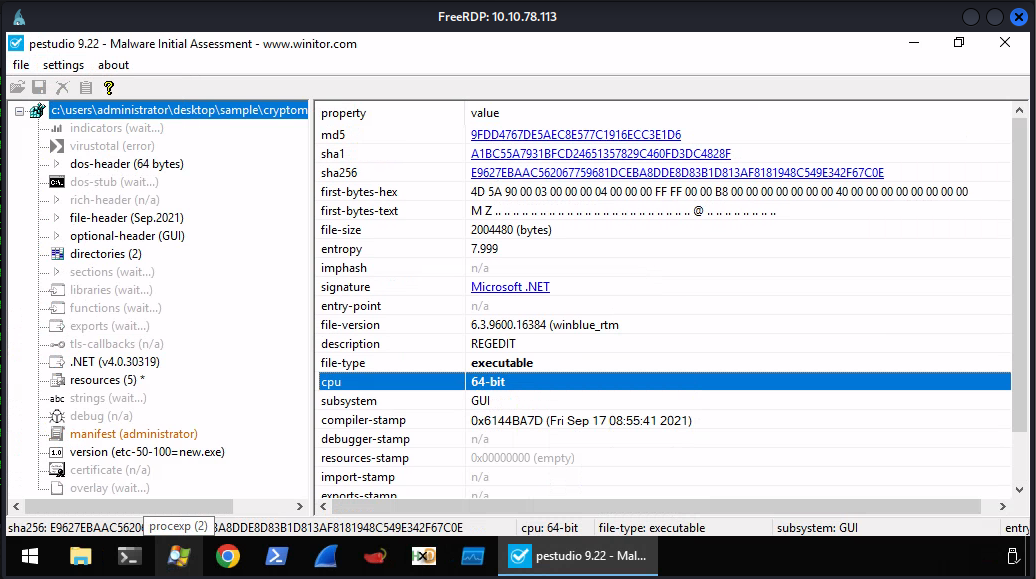 FreeRDP: 10.10.78.113
pestudio 9.22 - Malware Initial Assessment - www.winitor.com
file settings about
c:\users\administrator\desktop\sample\cryptom
indicators (wait...)
virustotal (error)
dos-header (64 bytes)
dos-stub (wait...)
rich-header (n/a)
file-header (Sep.2021)
optional-header (GUI)
directories (2)
sections (wait...)
libraries (wait...)
functions (wait...)
exports (wait...)
tls-callbacks (n/a)
.NET (v4.0.30319)
resources (5) *
abc strings (wait...)
debug (n/a)
manifest (administrator)
1.0 version (etc-50-100=new.exe)
certificate (n/a)
overlay (wait...)
property value
md5 9FDD4767DE5AEC8E577C1916ECC3E1D6
sha1 A1BC55A7931BFCD24651357829C460FD3DC4828F
sha256 E9627EBAAC562067759681DCEBA8DDE8D83B1D813AF8181948C549E342F67C0E
first-bytes-hex 4D 5A 90 00 03 00 00 00 04 00 00 00 FF FF 00 00 B8 00 00 00 00 00 00 00 40 00 00 00 00 00 00 00
first-bytes-text M Z .. .. .. .. .. .. .. .. .. .. .. .. .. .. .. .. .. .. .. .. .. .. @ .. .. .. .. .. .. ..
file-size 2004480 (bytes)
entropy 7.999
imphash n/a
signature Microsoft .NET
entry-point n/a
file-version 6.3.9600.16384 (winblue_rtm
description REGEDIT
file-type executable
cpu 64-bit
subsystem GUI
compiler-stamp 0x6144BA7D (Fri Sep 17 08:55:41 2021)
debugger-stamp n/a
resources-stamp 0x00000000 (empty)
import-stamp n/a
exports-stamp n/a
sha256: E9627EBAAC5620 procexp (2) BA8DDE8D83B1D813AF8181948C549E342F67C0E cpu: 64-bit file-type: executable subsystem: GUI entry
pestudio 9.22 - Mal...